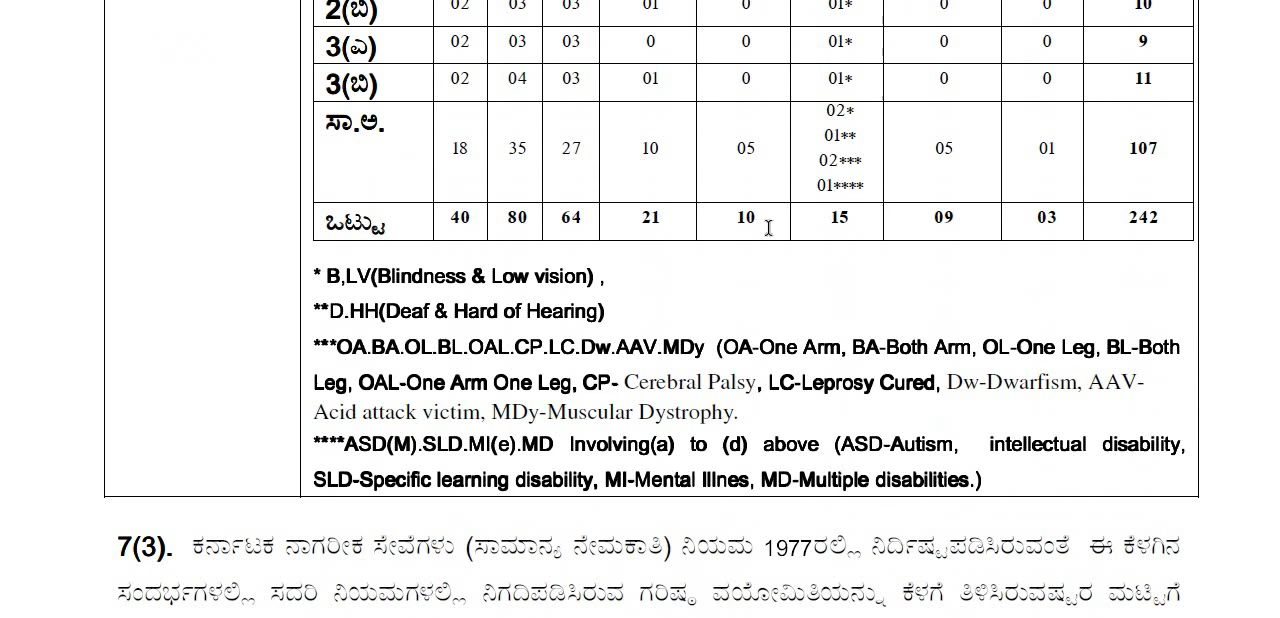 2(ಬಿ) 02 03 03 01 0 01* 0 0 10
3(ಎ) 02 03 03 0 0 01* 0 0 9
3(ಬಿ) 02 04 03 01 0 01* 0 0 11
ಸಾ.ಅ. 18 35 27 10 05 02* 01** 02*** 01**** 05 01 107
ಒಟ್ಟು 40 80 64 21 10 15 09 03 242
* B,LV(Blindness & Low vision) ,
**D.HH(Deaf & Hard of Hearing)
***OA.BA.OL.BL.OAL.CP.LC.Dw.AAV.MDy (OA-One Arm, BA-Both Arm, OL-One Leg, BL-Both
Leg, OAL-One Arm One Leg, CP- Cerebral Palsy, LC-Leprosy Cured, Dw-Dwarfism, AAV-
Acid attack victim, MDy-Muscular Dystrophy.
****ASD(M).SLD.MI(e).MD Involving(a) to (d) above (ASD-Autism, intellectual disability,
SLD-Specific learning disability, MI-Mental Illnes, MD-Multiple disabilities.)
7(3). ಕರ್ನಾಟಕ ನಾಗರೀಕ ಸೇವೆಗಳು (ಸಾಮಾನ್ಯ ನೇಮಕಾತಿ) ನಿಯಮ 1977ರಲ್ಲಿ ನಿರ್ದಿಷ್ಟಪಡಿಸಿರುವಂತೆ ಈ ಕೆಳಗಿನ
ಸಂದರ್ಭಗಳಲ್ಲಿ ಸದರಿ ನಿಯಮಗಳಲ್ಲಿ ನಿಗದಿಪಡಿಸಿರುವ ಗರಿಷ್ಠ ವಯೋಮಿತಿಯನ್ನು ಕೆಳಗೆ ತಿಳಿಸಿರುವಷ್ಟರ ಮಟ್ಟಿಗೆ